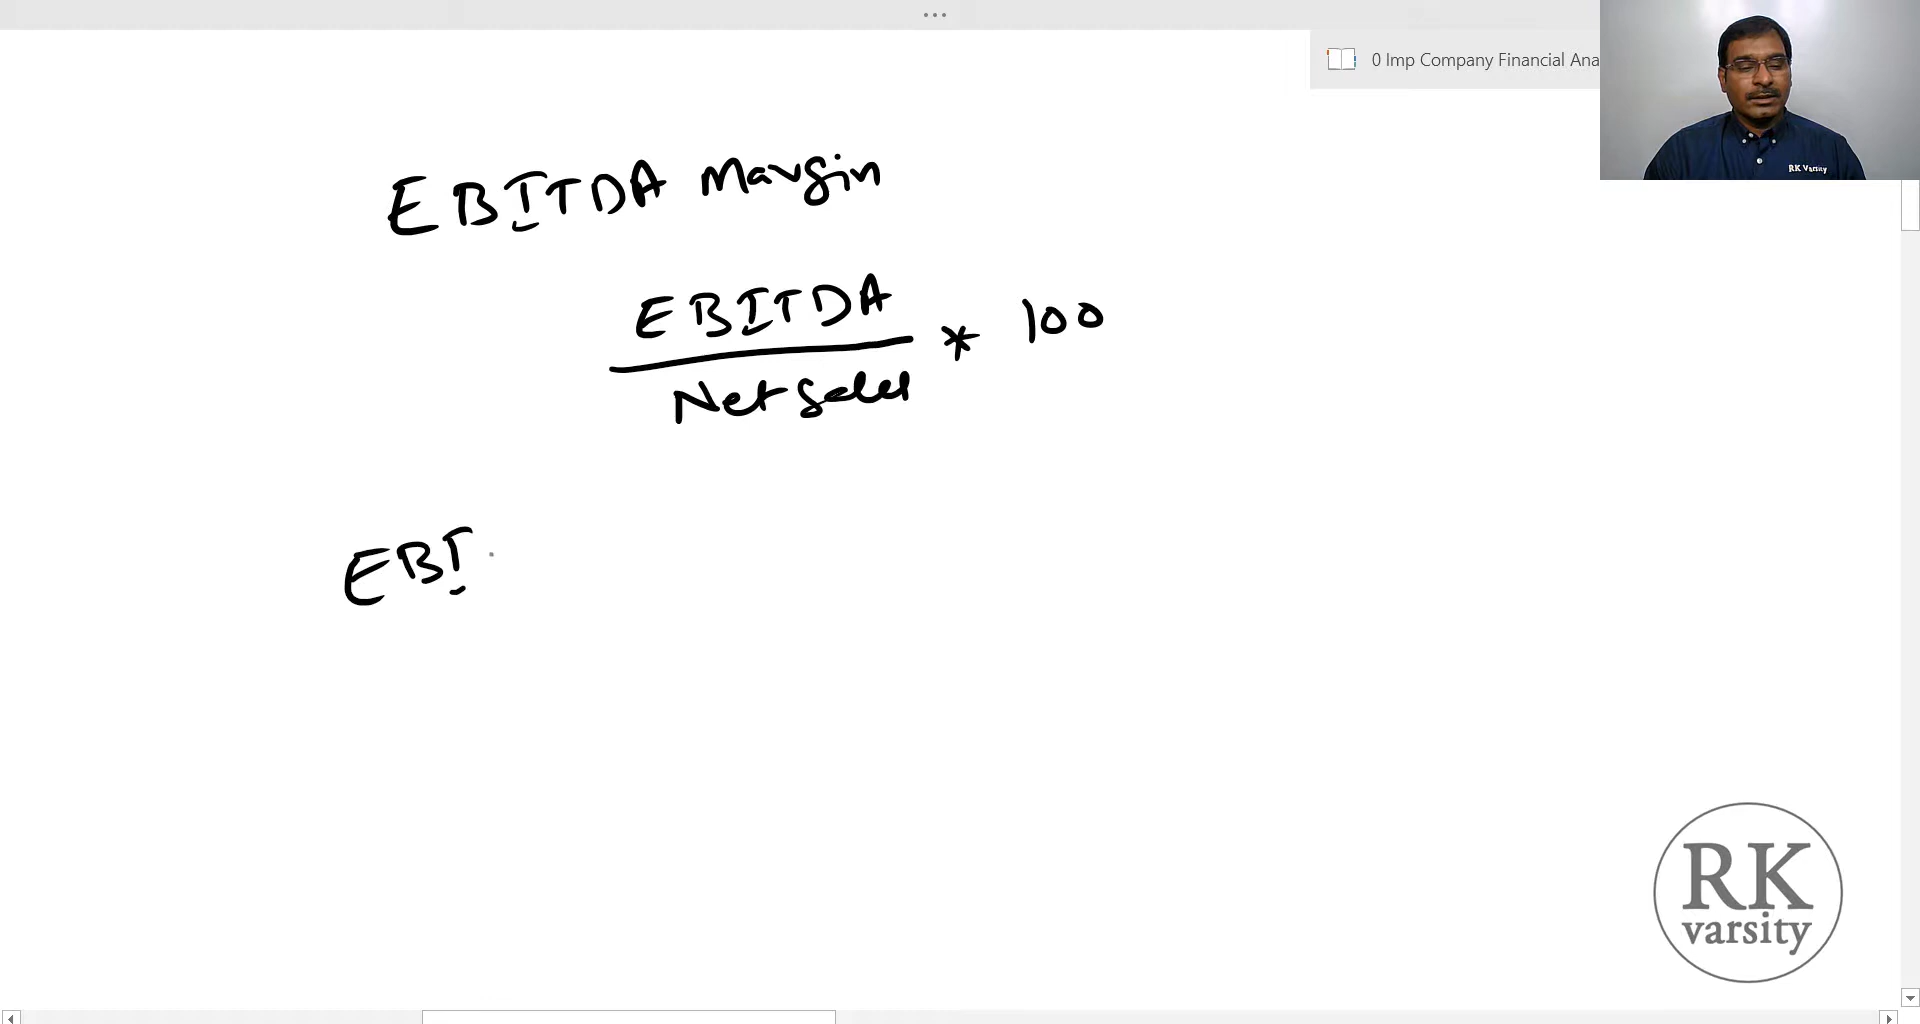 0 Imp Company Financial Ana
RK Varsity
EBITDA Margin
EBITDA
* 100
Net Sales
EBI
RK
varsity